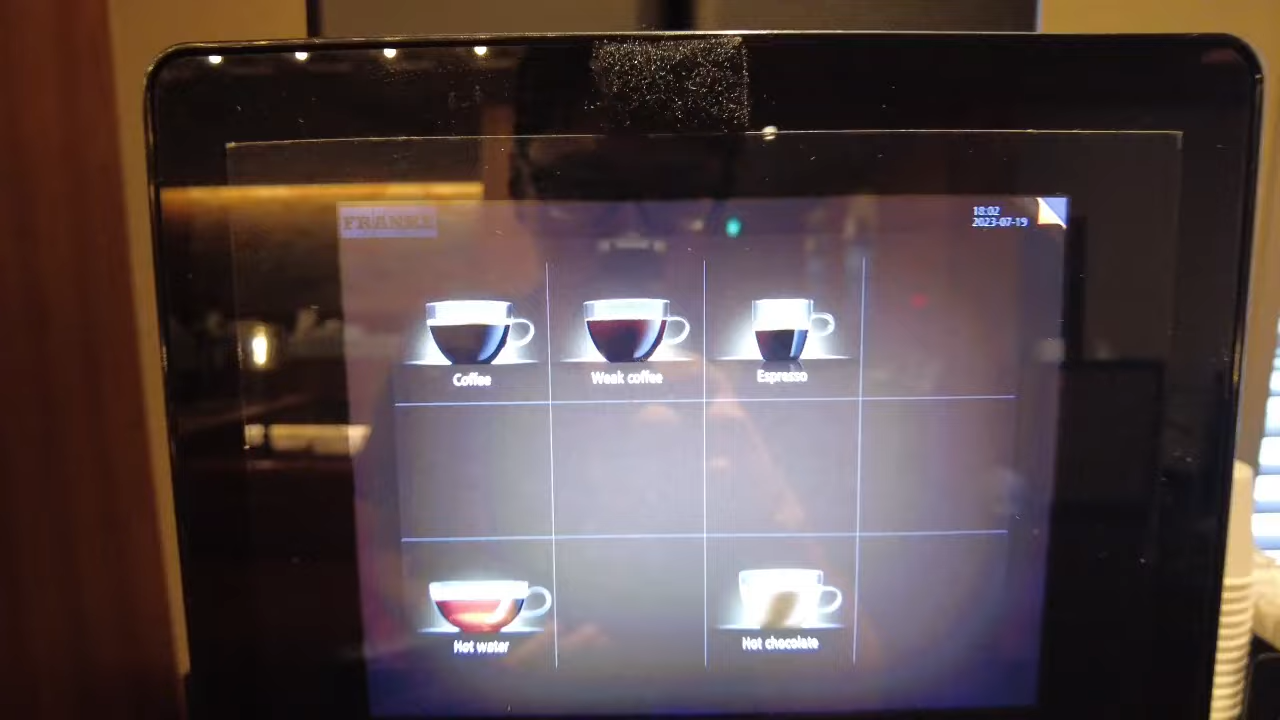 FRANKE
18:02
2023-07-19
Coffee
Weak coffee
Espresso
Hot water
Hot chocolate